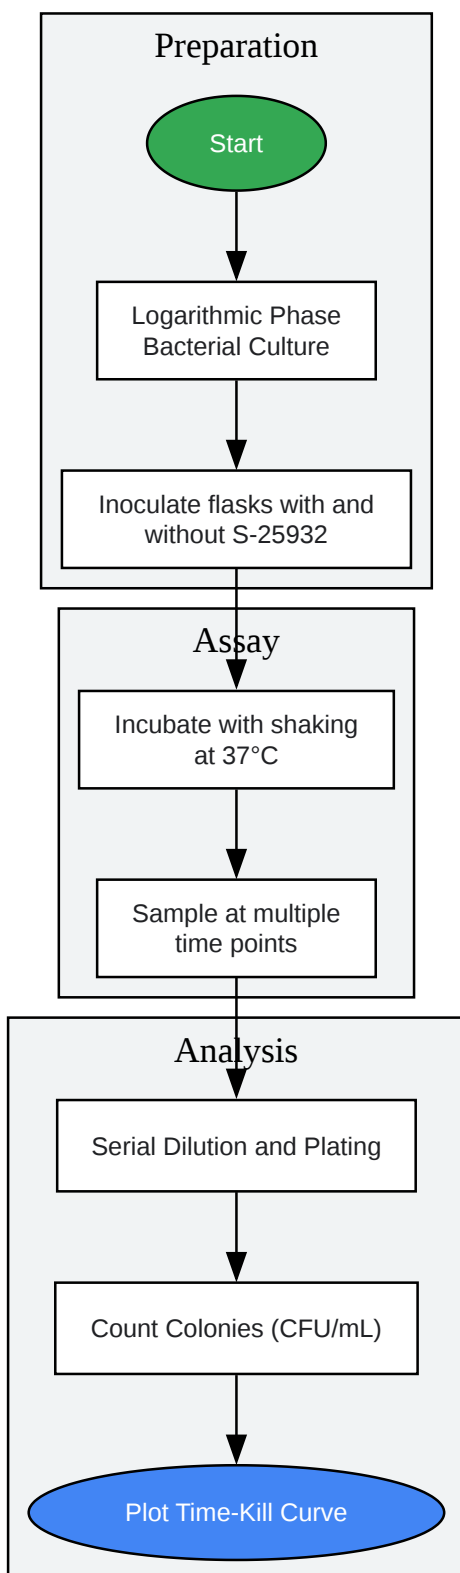 Preparation
Start
Logarithmic Phase
Bacterial Culture
Inoculate flasks with and
without S-25932
Assay
Incubate with shaking
at 37°C
Sample at multiple
time points
Analysis
Serial Dilution and Plating
Count Colonies (CFU/mL)
Plot Time-Kill Curve